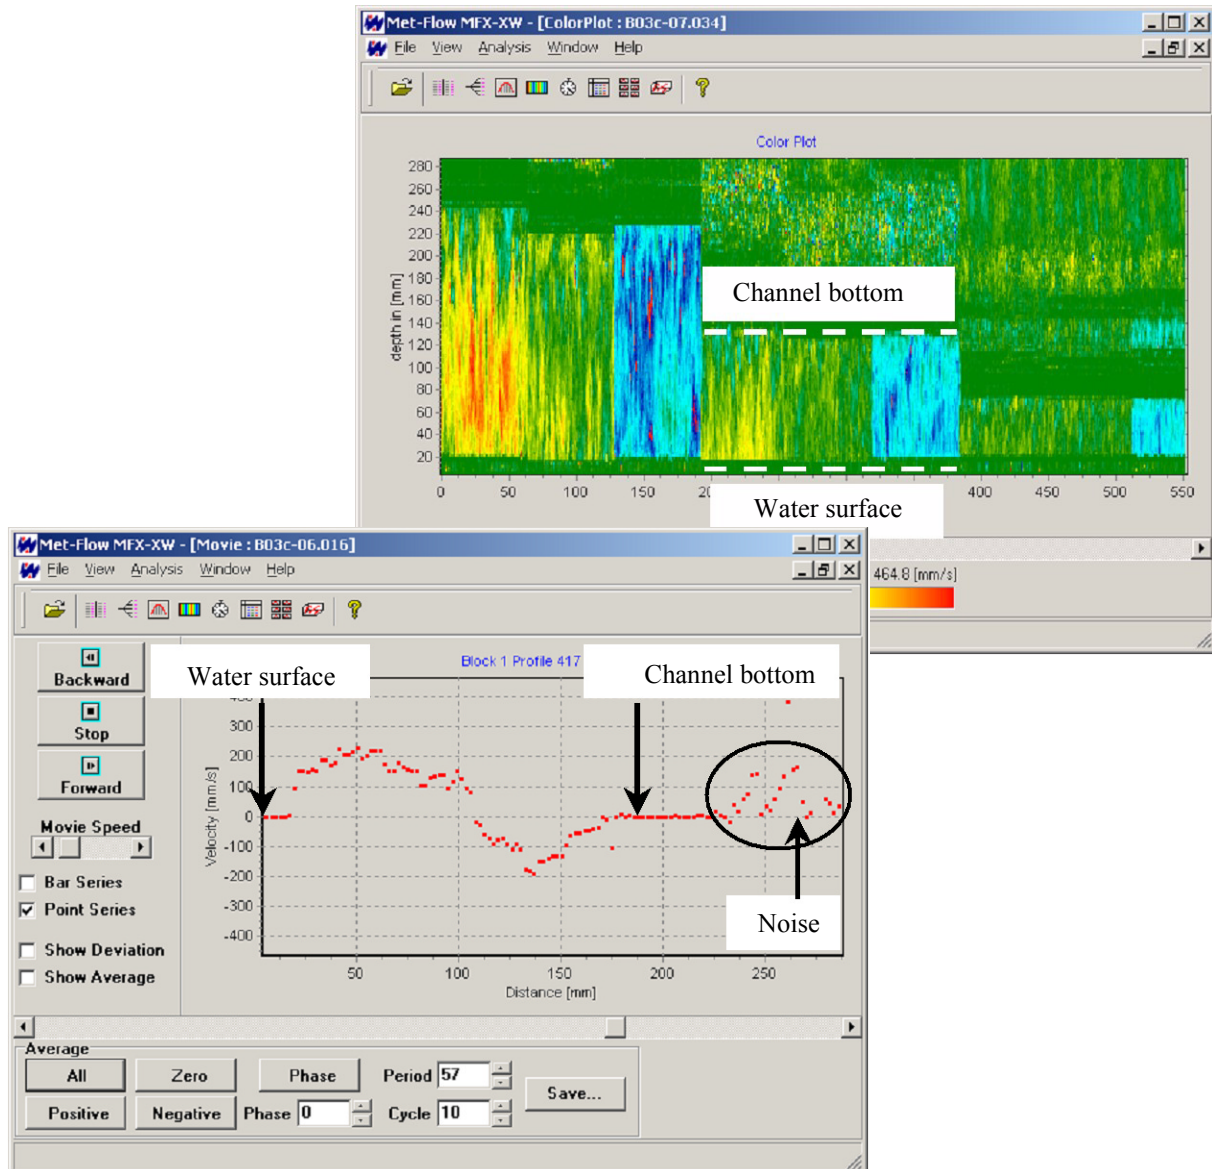 Met-Flow MFX-XW - [ColorPlot : B03c-07.034]
File View Analysis Window Help
Color Plot
280
260
240
220
200
180
160
140
120
100
80
60
40
20
depth in [mm]
Channel bottom
0 50 100 150 20 400 450 500 550
Water surface
464.8 [mm/s]
Met-Flow MFX-XW - [Movie : B03c-06.016]
File View Analysis Window Help
Backward
Stop
Forward
Movie Speed
Bar Series
Point Series
Show Deviation
Show Average
Block 1 Profile 417
Water surface
Channel bottom
400
300
200
100
0
-100
-200
-300
-400
Velocity [mm/s]
Noise
50 100 150 200 250
Distance [mm]
Average
All Zero Phase Period 57 Save...
Positive Negative Phase 0 Cycle 10